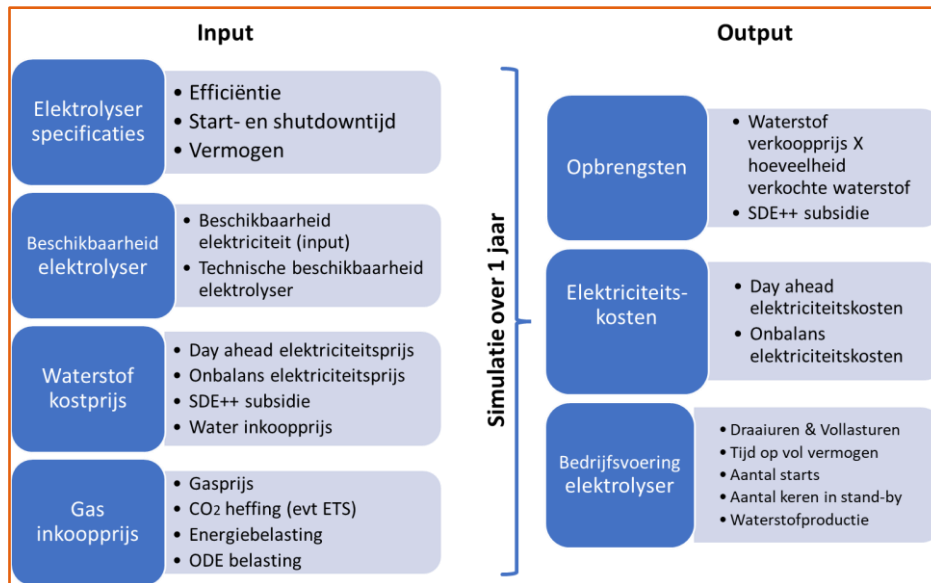 Input
Elektrolyser
specificaties
• Efficiëntie
• Start- en shutdowntijd
• Vermogen
Beschikbaarheid
elektrolyser
• Beschikbaarheid
elektriciteit (input)
• Technische beschikbaarheid
elektrolyser
Waterstof
kostprijs
• Day ahead elektriciteitsprijs
• Onbalans elektriciteitsprijs
• SDE++ subsidie
• Water inkoopprijs
Gas
inkoopprijs
• Gasprijs
• CO2 heffing (evt ETS)
• Energiebelasting
• ODE belasting
Simulatie over 1 jaar
Output
Opbrengsten
• Waterstof
verkoopprijs X
hoeveelheid
verkochte waterstof
• SDE++ subsidie
Elektriciteits-
kosten
• Day ahead
elektriciteitskosten
• Onbalans
elektriciteitskosten
Bedrijfsvoering
elektrolyser
• Draaiuren & Vollasturen
• Tijd op vol vermogen
• Aantal starts
• Aantal keren in stand-by
• Waterstofproductie